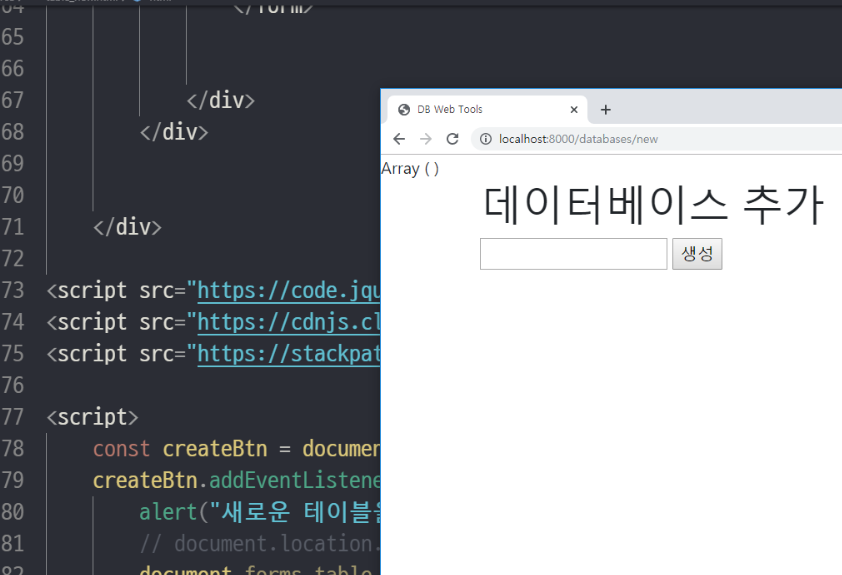 64 </form>
65
66
67 </div>
68 </div>
69
70
71 </div>
72
73 <script src="https://code.jqu
74 <script src="https://cdnjs.cl
75 <script src="https://stackpat
76
77 <script>
78 const createBtn = documen
79 createBtn.addEventListene
80 alert("새로운 테이블을
81 // document.location.
82 document.forms.table
DB Web Tools
localhost:8000/databases/new
Array ( )
데이터베이스 추가
생성